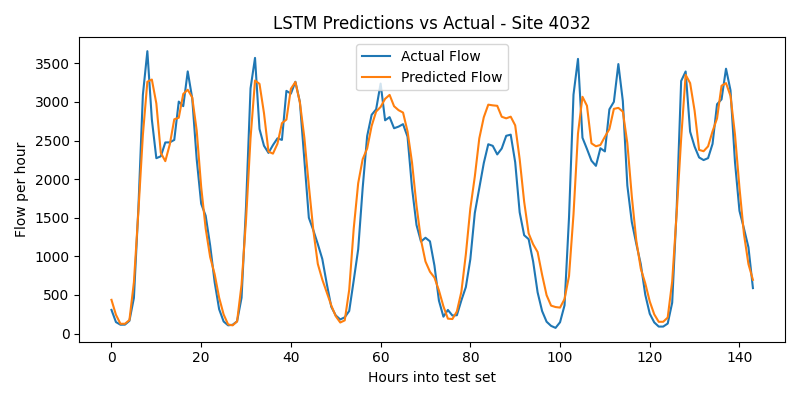 LSTM Predictions vs Actual - Site 4032
Actual Flow
Predicted Flow
Flow per hour
3500
3000
2500
2000
1500
1000
500
0
0 20 40 60 80 100 120 140
Hours into test set